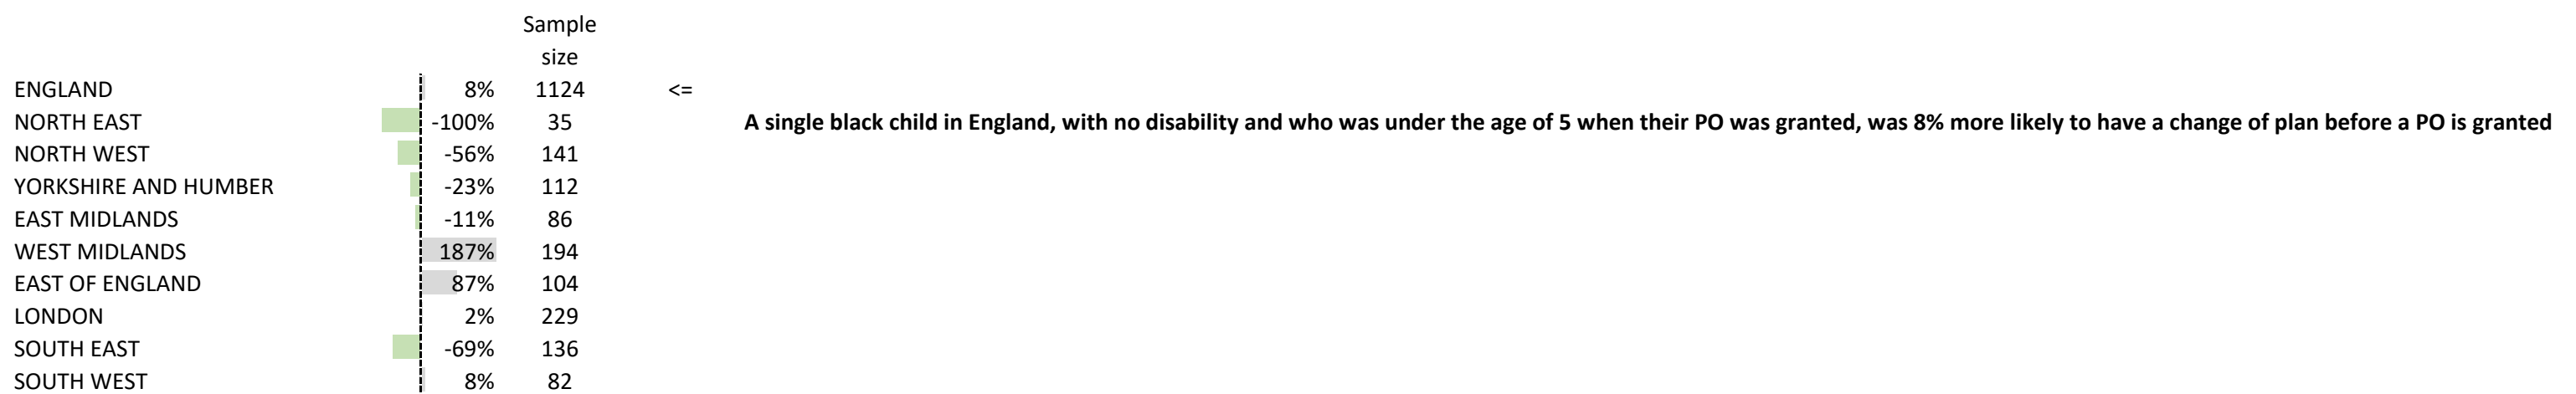 Sample
size
ENGLAND 8% 1124 <=
NORTH EAST -100% 35 A single black child in England, with no disability and who was under the age of 5 when their PO was granted, was 8% more likely to have a change of plan before a PO is granted
NORTH WEST -56% 141
YORKSHIRE AND HUMBER -23% 112
EAST MIDLANDS -11% 86
WEST MIDLANDS 187% 194
EAST OF ENGLAND 87% 104
LONDON 2% 229
SOUTH EAST -69% 136
SOUTH WEST 8% 82